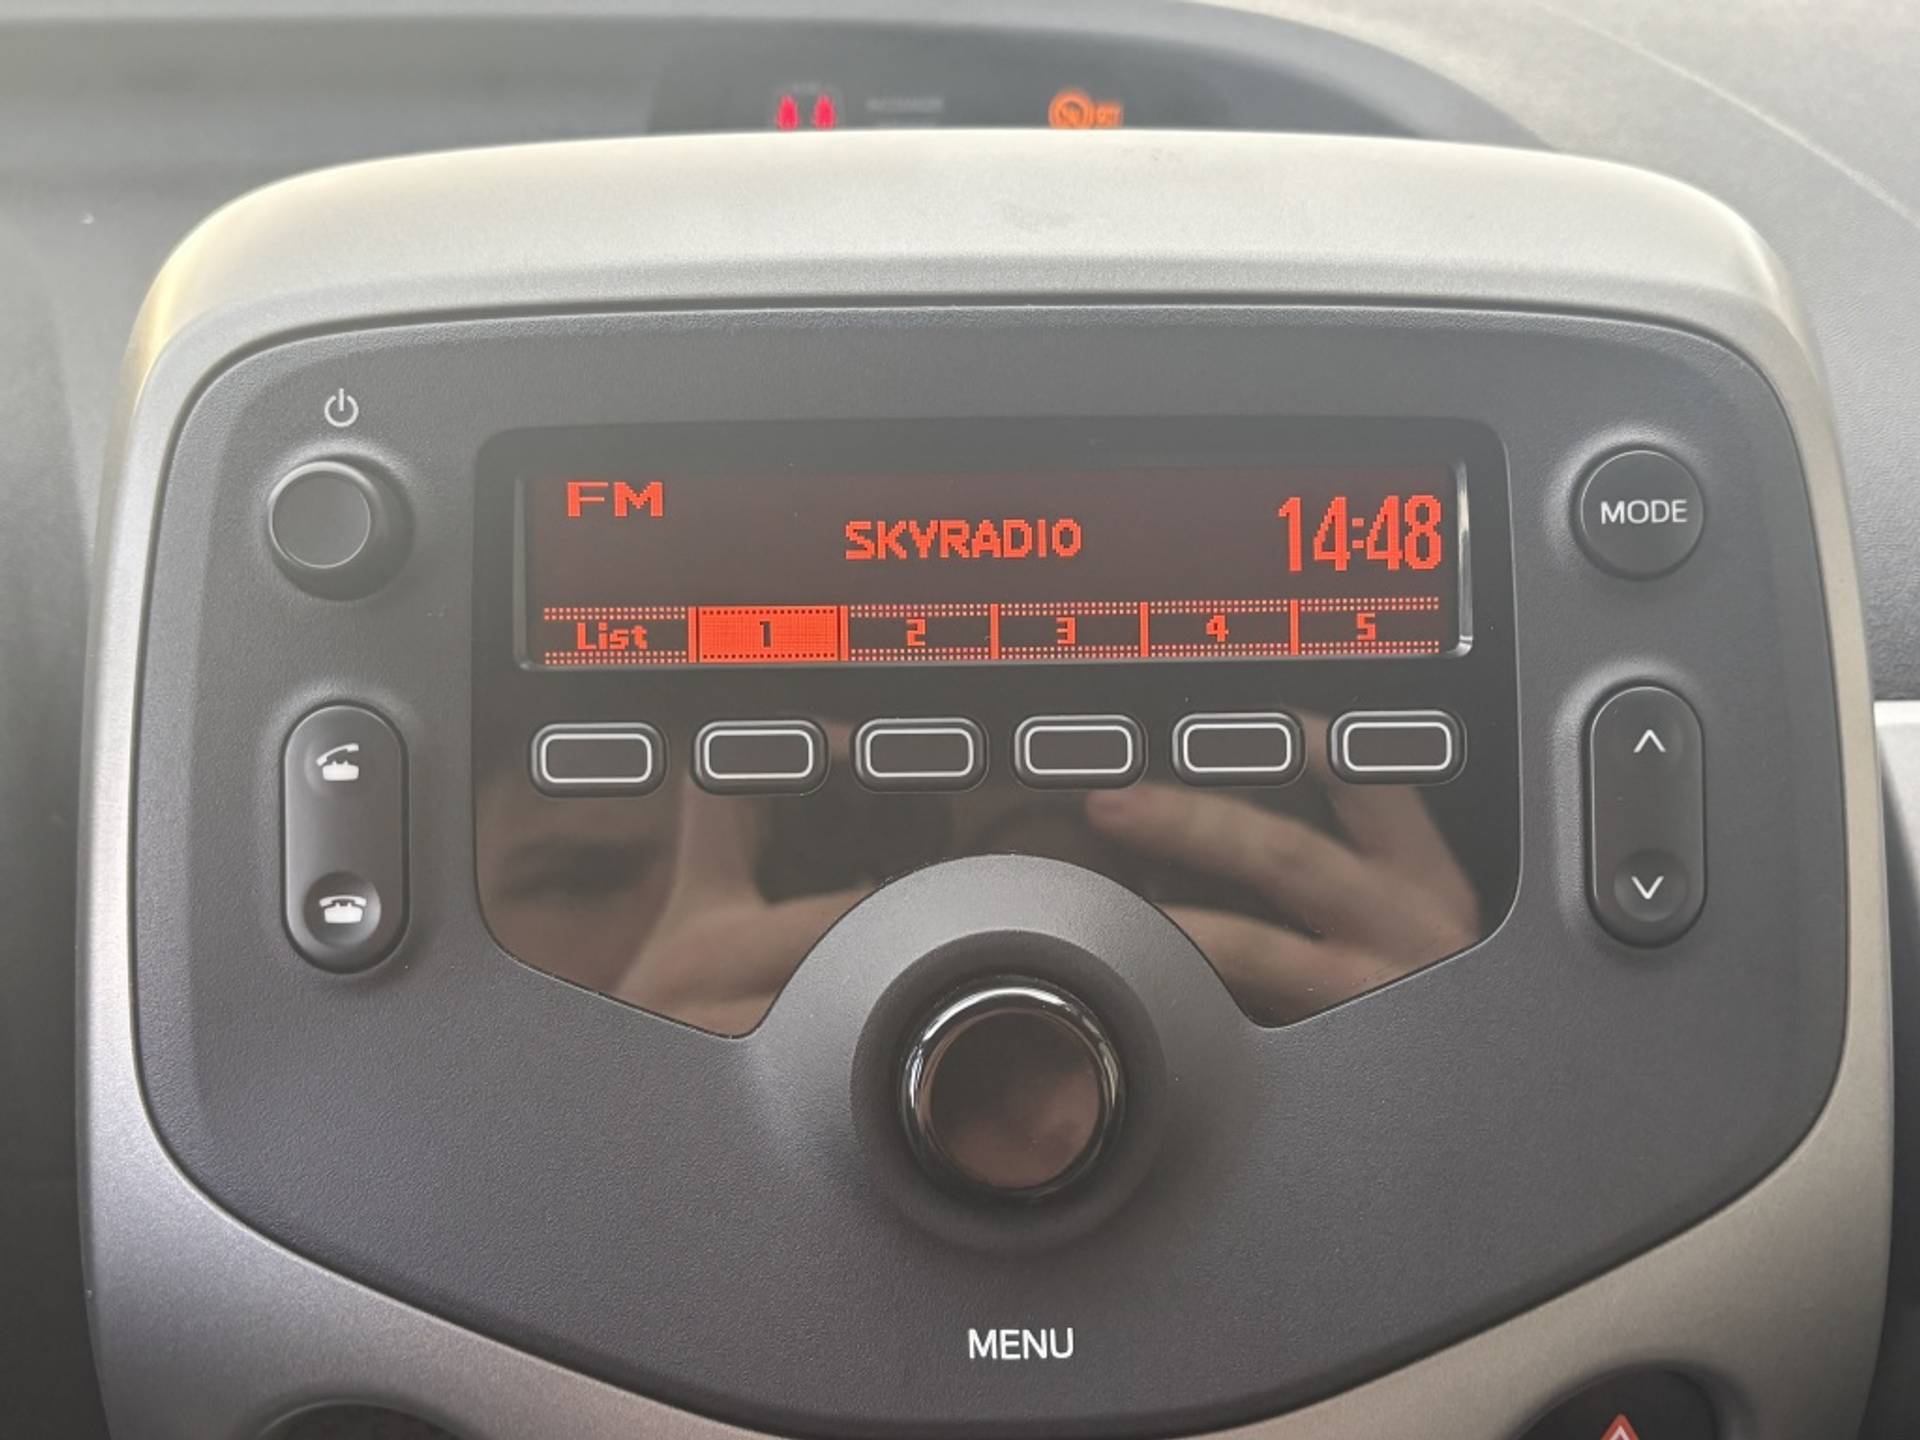 FM
SKYRADIO
14:48
List 1 2 3 4 5
MODE
MENU